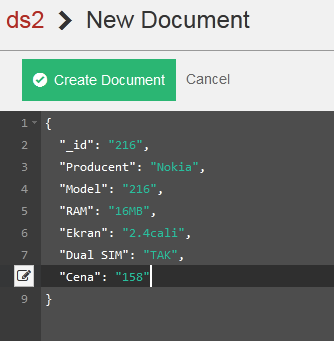 ds2 > New Document
Create Document Cancel
1 {
2 "_id": "216",
3 "Producent": "Nokia",
4 "Model": "216",
5 "RAM": "16MB",
6 "Ekran": "2.4cali",
7 "Dual SIM": "TAK",
"Cena": "158"
9 }